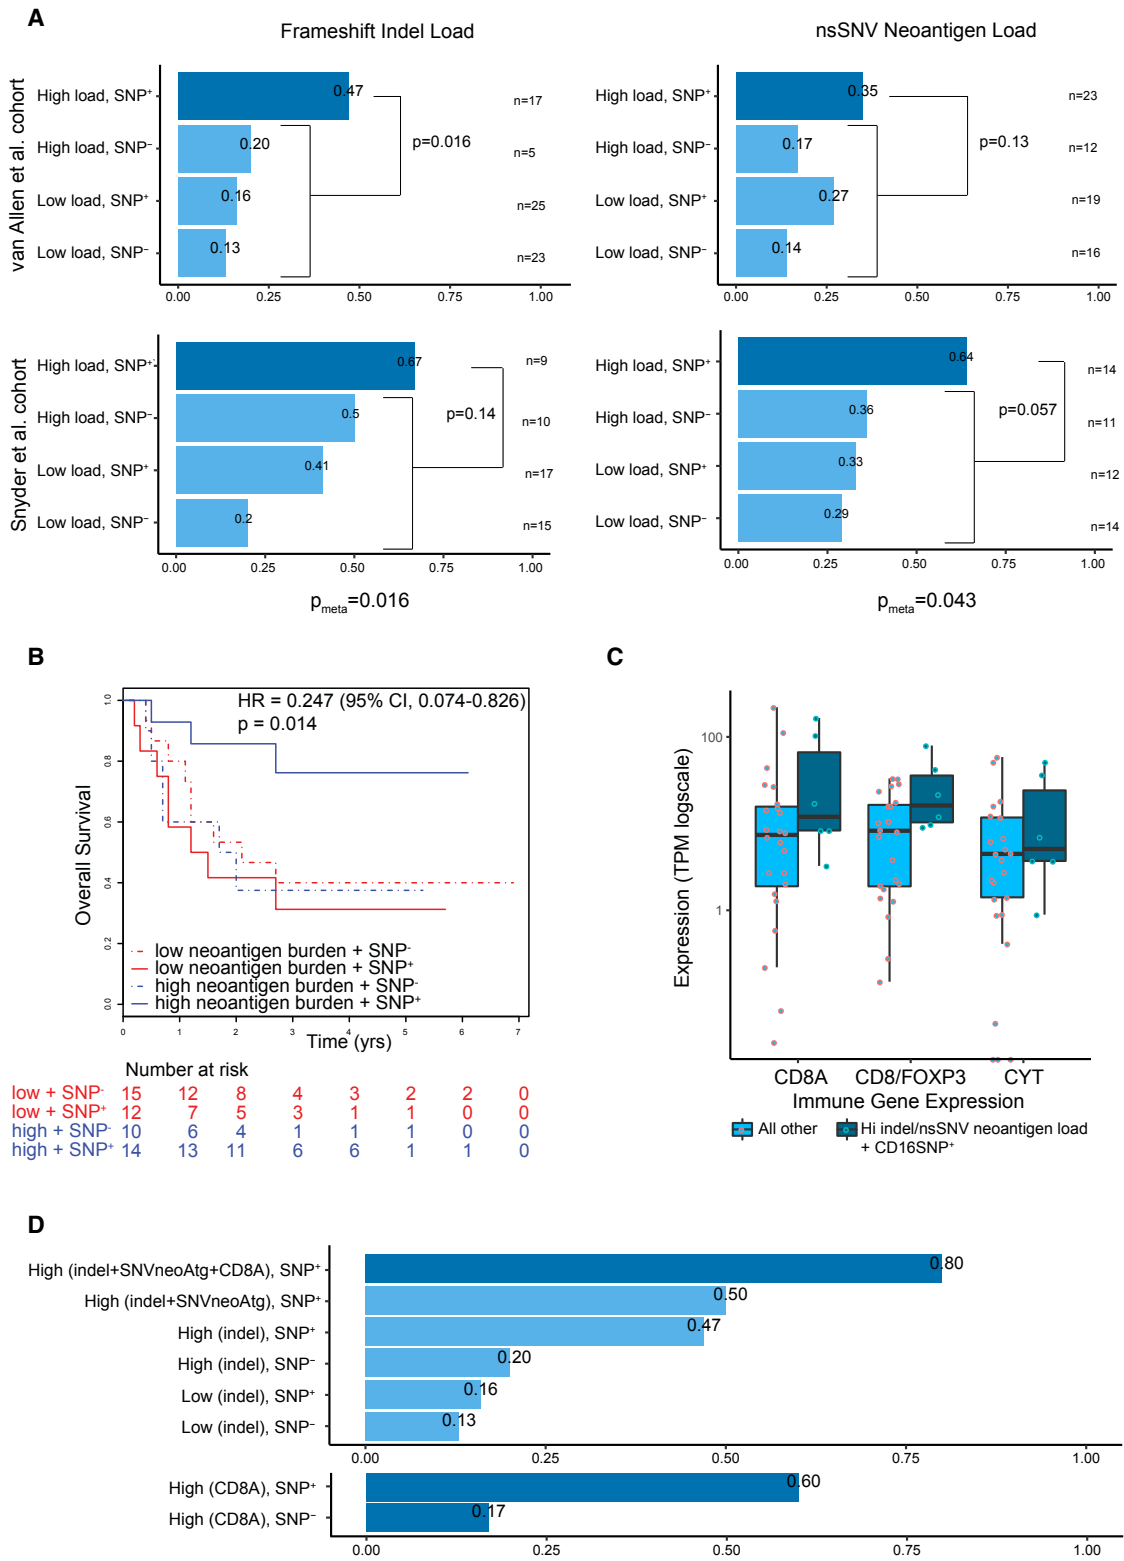 A
Frameshift Indel Load
nsSNV Neoantigen Load
van Allen et al. cohort
High load, SNP⁺
0.47
n=17
High load, SNP⁻
0.20
n=5
Low load, SNP⁺
0.16
n=25
Low load, SNP⁻
0.13
n=23
p=0.016
0.00 0.25 0.50 0.75 1.00
High load, SNP⁺
0.35
n=23
High load, SNP⁻
0.17
n=12
Low load, SNP⁺
0.27
n=19
Low load, SNP⁻
0.14
n=16
p=0.13
0.00 0.25 0.50 0.75 1.00
Snyder et al. cohort
High load, SNP⁺
0.67
n=9
High load, SNP⁻
0.5
n=10
Low load, SNP⁺
0.41
n=17
Low load, SNP⁻
0.2
n=15
p=0.14
0.00 0.25 0.50 0.75 1.00
High load, SNP⁺
0.64
n=14
High load, SNP⁻
0.36
n=11
Low load, SNP⁺
0.33
n=12
Low load, SNP⁻
0.29
n=14
p=0.057
0.00 0.25 0.50 0.75 1.00
pmeta=0.016
pmeta=0.043
B
HR = 0.247 (95% CI, 0.074-0.826)
p = 0.014
Overall Survival
1.0
0.8
0.6
0.4
0.2
0.0
low neoantigen burden + SNP⁻
low neoantigen burden + SNP⁺
high neoantigen burden + SNP⁻
high neoantigen burden + SNP⁺
0 1 2 3 4 5 6 7
Time (yrs)
Number at risk
low + SNP⁻ 15 12 8 4 3 2 2 0
low + SNP⁺ 12 7 5 3 1 1 0 0
high + SNP⁻ 10 6 4 1 1 1 0 0
high + SNP⁺ 14 13 11 6 6 1 1 0
C
Expression (TPM logscale)
100
1
CD8A CD8/FOXP3 CYT
Immune Gene Expression
All other
Hi indel/nsSNV neoantigen load
+ CD16SNP⁺
D
High (indel+SNVneoAtg+CD8A), SNP⁺
0.80
High (indel+SNVneoAtg), SNP⁺
0.50
High (indel), SNP⁺
0.47
High (indel), SNP⁻
0.20
Low (indel), SNP⁺
0.16
Low (indel), SNP⁻
0.13
0.00 0.25 0.50 0.75 1.00
High (CD8A), SNP⁺
0.60
High (CD8A), SNP⁻
0.17
0.00 0.25 0.50 0.75 1.00